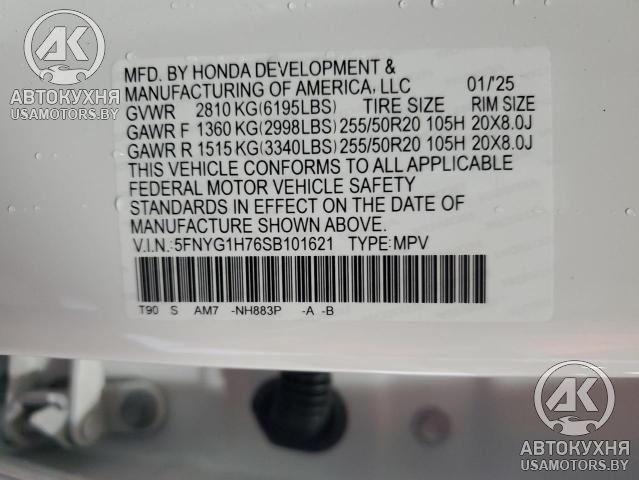 АК
АВТОКУХНЯ
USAMOTORS.BY
MFD. BY HONDA DEVELOPMENT &
MANUFACTURING OF AMERICA, LLC 01/'25
GVWR 2810 KG(6195LBS) TIRE SIZE RIM SIZE
GAWR F 1360 KG(2998LBS) 255/50R20 105H 20X8.0J
GAWR R 1515 KG(3340LBS) 255/50R20 105H 20X8.0J
THIS VEHICLE CONFORMS TO ALL APPLICABLE
FEDERAL MOTOR VEHICLE SAFETY
STANDARDS IN EFFECT ON THE DATE OF
MANUFACTURE SHOWN ABOVE.
V.I.N.:5FNYG1H76SB101621 TYPE:MPV
T90 S AM7 -NH883P -A -B
АК
АВТОКУХНЯ
USAMOTORS.BY